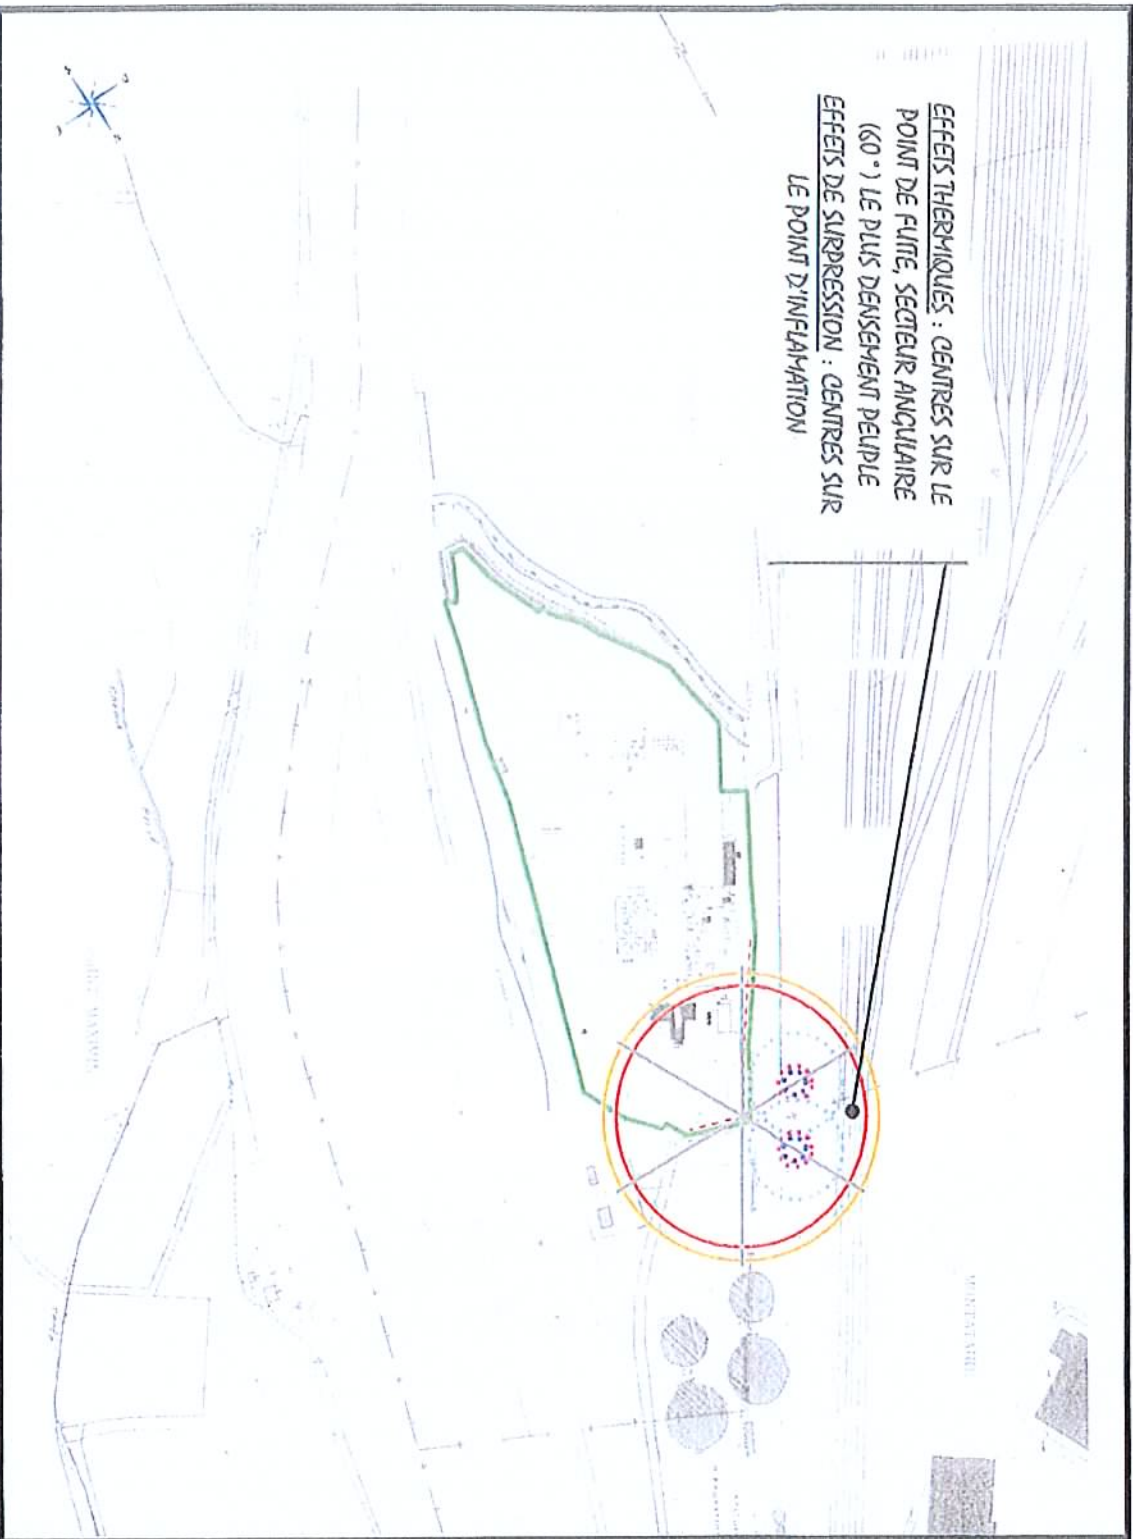 EFFETS THERMIQUES : CENTRES SUR LE
POINT DE FUITE, SECTEUR ANGULAIRE
(60°) LE PLUS DENSEMENT PEUPLE
EFFETS DE SURPRESSION : CENTRES SUR
LE POINT D'INFLAMATION